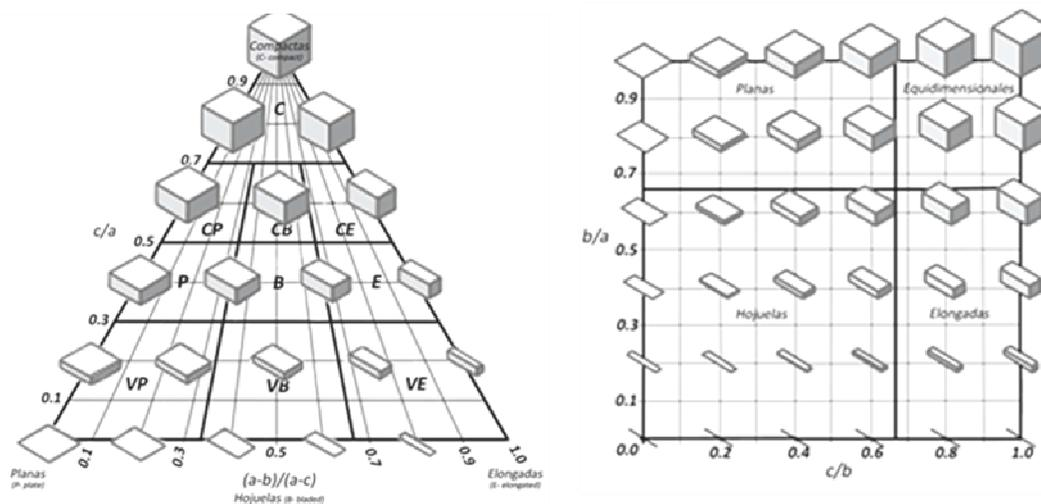 Compactas
(C- compact)
0.9
C
0.7
CP
CB
CE
c/a
0.5
P
B
E
0.3
VP
VB
VE
0.1
0.1
0.3
0.5
0.7
0.9
1.0
Planas
(P- plate)
(a-b)/(a-c)
Elongadas
(E- elongated)
Hojuelas (B- bladed)
Planas
Equidimensionales
0.9
0.7
b/a
0.5
0.3
Hojuelas
Elongadas
0.1
0.0
0.2
0.4
0.6
0.8
1.0
c/b